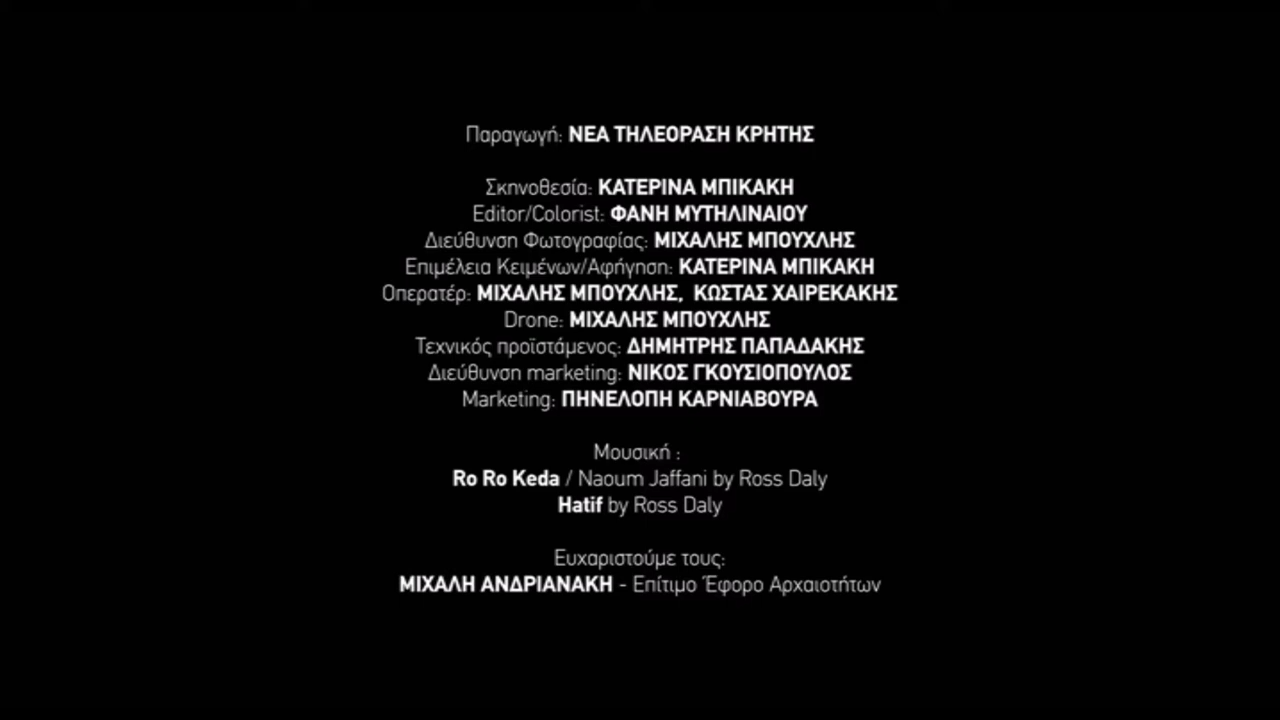 Παραγωγή: ΝΕΑ ΤΗΛΕΟΡΑΣΗ ΚΡΗΤΗΣ
Σκηνοθεσία: ΚΑΤΕΡΙΝΑ ΜΠΙΚΑΚΗ
Editor/Colorist: ΦΑΝΗ ΜΥΤΗΛΙΝΑΙΟΥ
Διεύθυνση Φωτογραφίας: ΜΙΧΑΛΗΣ ΜΠΟΥΧΛΗΣ
Επιμέλεια Κειμένων/Αφήγηση: ΚΑΤΕΡΙΝΑ ΜΠΙΚΑΚΗ
Οπερατέρ: ΜΙΧΑΛΗΣ ΜΠΟΥΧΛΗΣ, ΚΩΣΤΑΣ ΧΑΙΡΕΚΑΚΗΣ
Drone: ΜΙΧΑΛΗΣ ΜΠΟΥΧΛΗΣ
Τεχνικός προϊστάμενος: ΔΗΜΗΤΡΗΣ ΠΑΠΑΔΑΚΗΣ
Διεύθυνση marketing: ΝΙΚΟΣ ΓΚΟΥΣΙΟΠΟΥΛΟΣ
Marketing: ΠΗΝΕΛΟΠΗ ΚΑΡΝΙΑΒΟΥΡΑ
Μουσική :
Ro Ro Keda / Naoum Jaffani by Ross Daly
Hatif by Ross Daly
Ευχαριστούμε τους:
ΜΙΧΑΛΗ ΑΝΔΡΙΑΝΑΚΗ - Επίτιμο Έφορο Αρχαιοτήτων